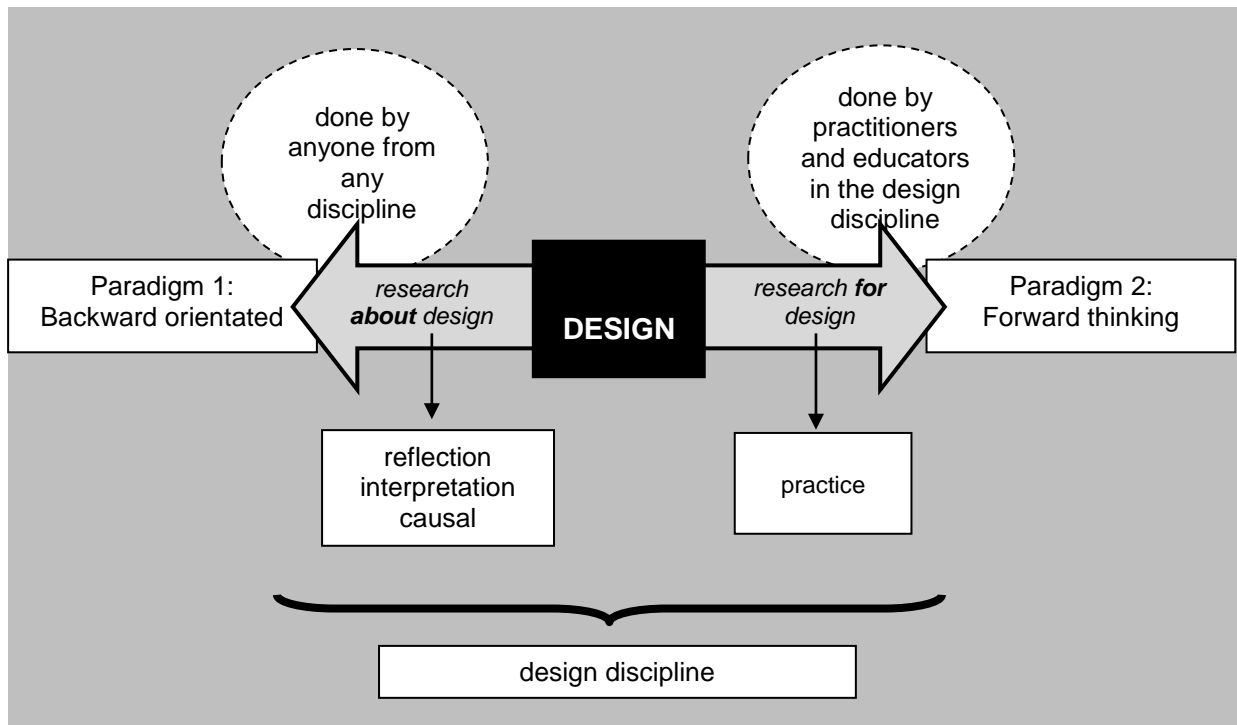 done by
anyone from
any
discipline
done by
practitioners
and educators
in the design
discipline
Paradigm 1:
Backward orientated
research
about design
DESIGN
research for
design
Paradigm 2:
Forward thinking
reflection
interpretation
causal
practice
design discipline